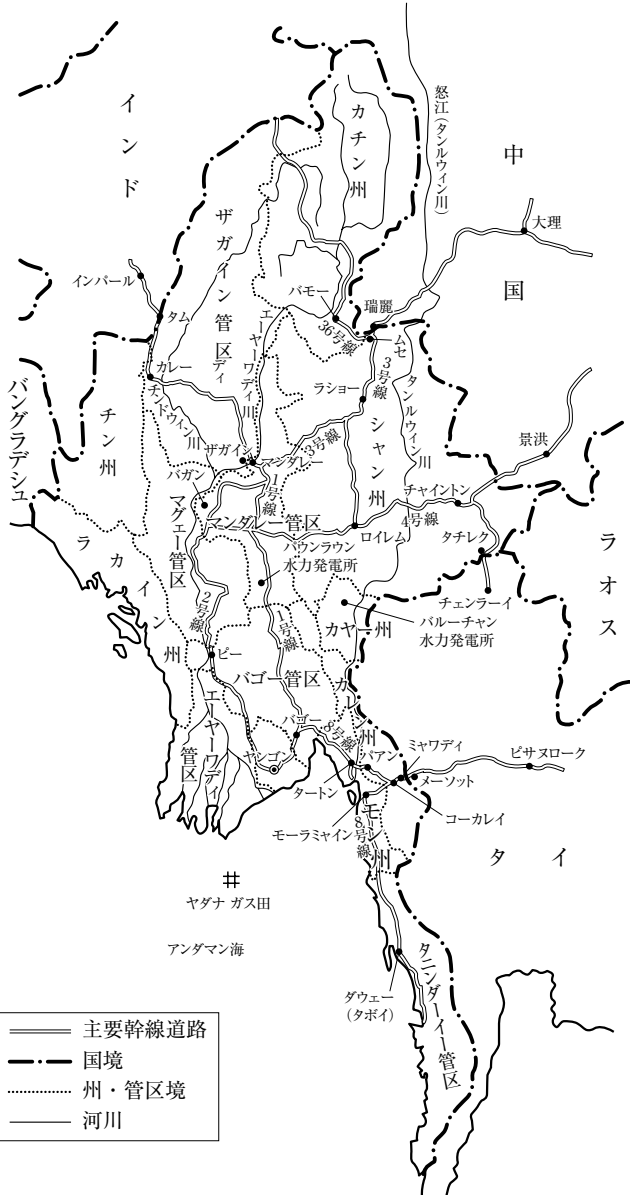 インド
カチン州
怒江（タンルウィン川）
中国
大理
ザガイン管区
インパール
タム
バモー
瑞麗
36号線
ムセ
カレー
エーヤーワディ川
3号線
ラショー
タンルウィン川
チンドウィン川
バングラデシュ
チン州
シャン州
景洪
ザガイン
マンダレー
3号線
バガン
1号線
チャイントン
マグェー管区
マンダレー管区
ロイレム
4号線
タチレク
ラオス
ラカイン州
パウンラウン
水力発電所
チェンラーイ
2号線
1号線
カヤー州
バルーチャン
水力発電所
ピー
バゴー管区
カレン州
エーヤーワディ管区
バゴー
8号線
ヤンゴン
パアン
ミャワディ
ピサヌローク
メーソット
タートン
コーカレイ
モーラミャイン
モン州
8号線
タイ
ヤダナ ガス田
アンダマン海
ダウェー
（タボイ）
タニンダーイー管区
主要幹線道路
国境
州・管区境
河川